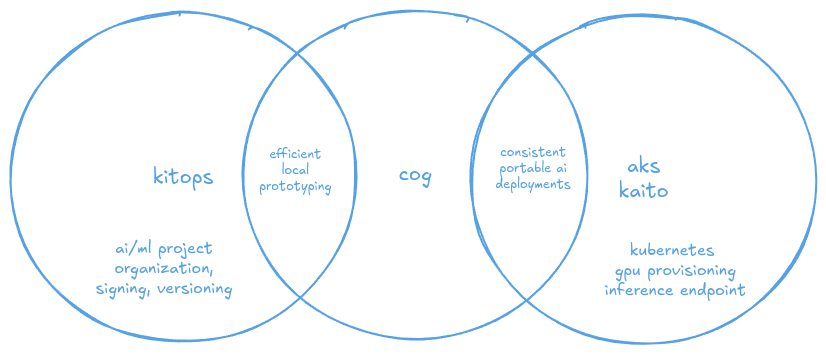 kitops
ai/ml project
organization,
signing, versioning
efficient
local
prototyping
cog
consistent
portable ai
deployments
aks
kaito
kubernetes
gpu provisioning
inference endpoint